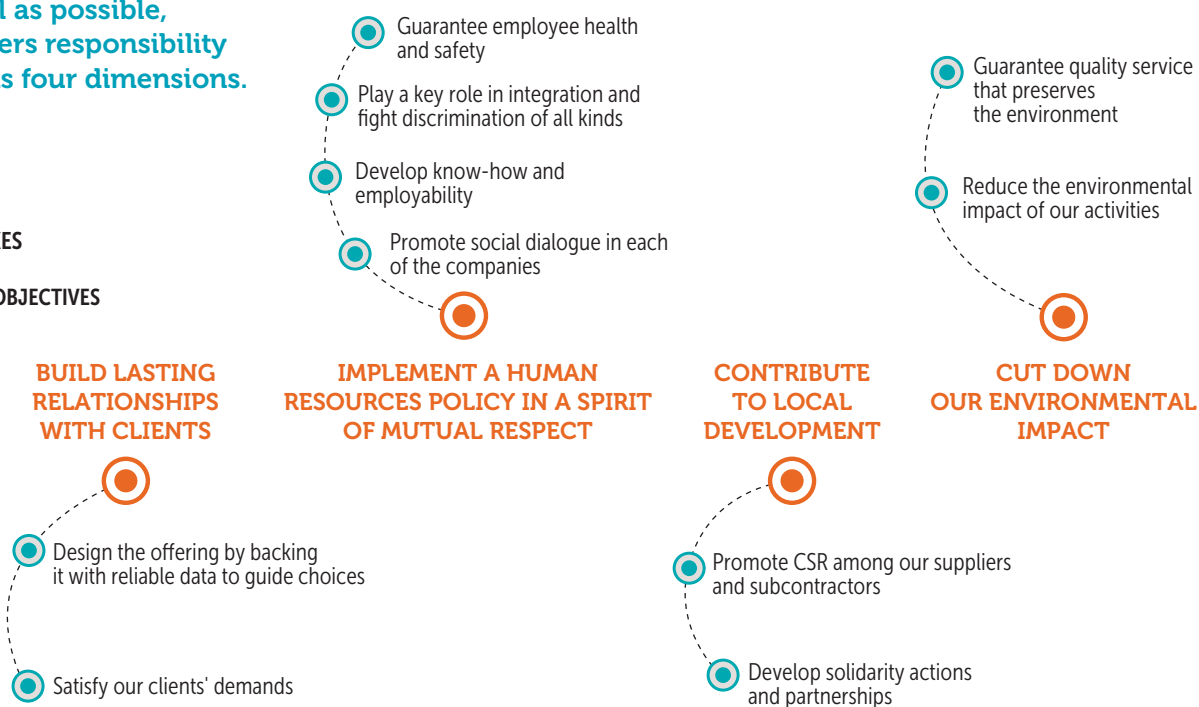 as possible,
responsibility
four dimensions.
OBJECTIVES
Guarantee employee health
and safety
Play a key role in integration and
fight discrimination of all kinds
Develop know-how and
employability
Promote social dialogue in each
of the companies
Guarantee quality service
that preserves
the environment
Reduce the environmental
impact of our activities
BUILD LASTING
RELATIONSHIPS
WITH CLIENTS
IMPLEMENT A HUMAN
RESOURCES POLICY IN A SPIRIT
OF MUTUAL RESPECT
CONTRIBUTE
TO LOCAL
DEVELOPMENT
CUT DOWN
OUR ENVIRONMENTAL
IMPACT
Design the offering by backing
it with reliable data to guide choices
Satisfy our clients' demands
Promote CSR among our suppliers
and subcontractors
Develop solidarity actions
and partnerships